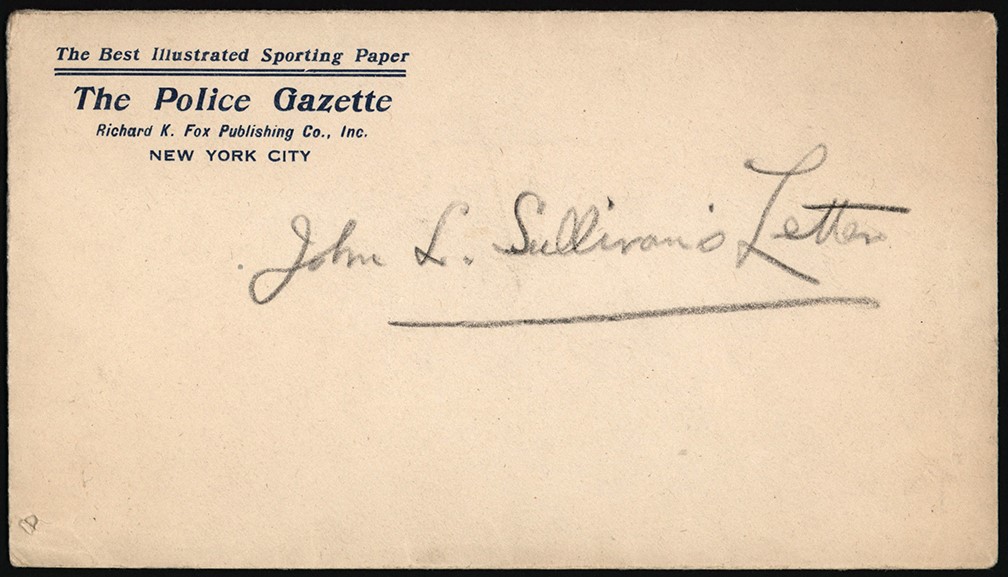 The Best Illustrated Sporting Paper
The Police Gazette
Richard K. Fox Publishing Co., Inc.
NEW YORK CITY
John L. Sullivan's Letter